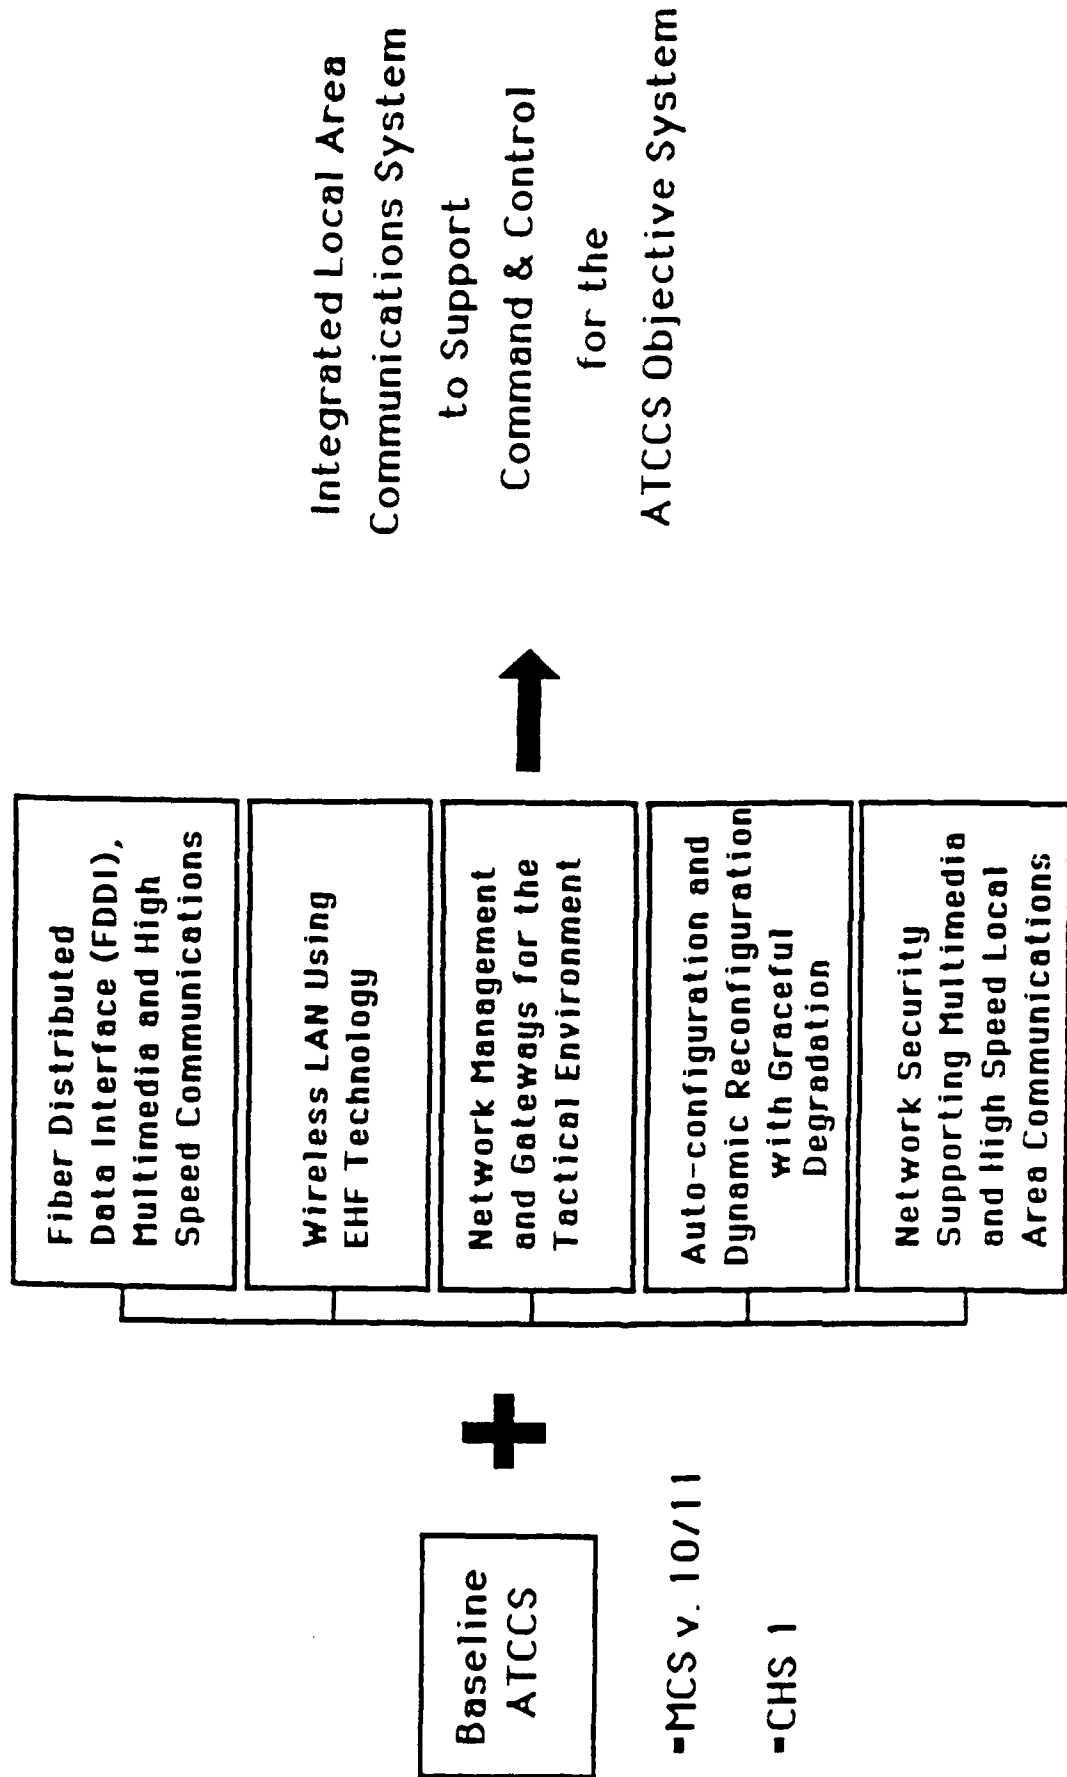 Baseline
ATCCS
-MCS v. 10/11
-CHS 1
+
Fiber Distributed
Data Interface (FDDI),
Multimedia and High
Speed Communications
Wireless LAN Using
EHF Technology
Network Management
and Gateways for the
Tactical Environment
Auto-configuration and
Dynamic Reconfiguration
with Graceful
Degradation
Network Security
Supporting Multimedia
and High Speed Local
Area Communications
Integrated Local Area
Communications System
to Support
Command & Control
for the
ATCCS Objective System